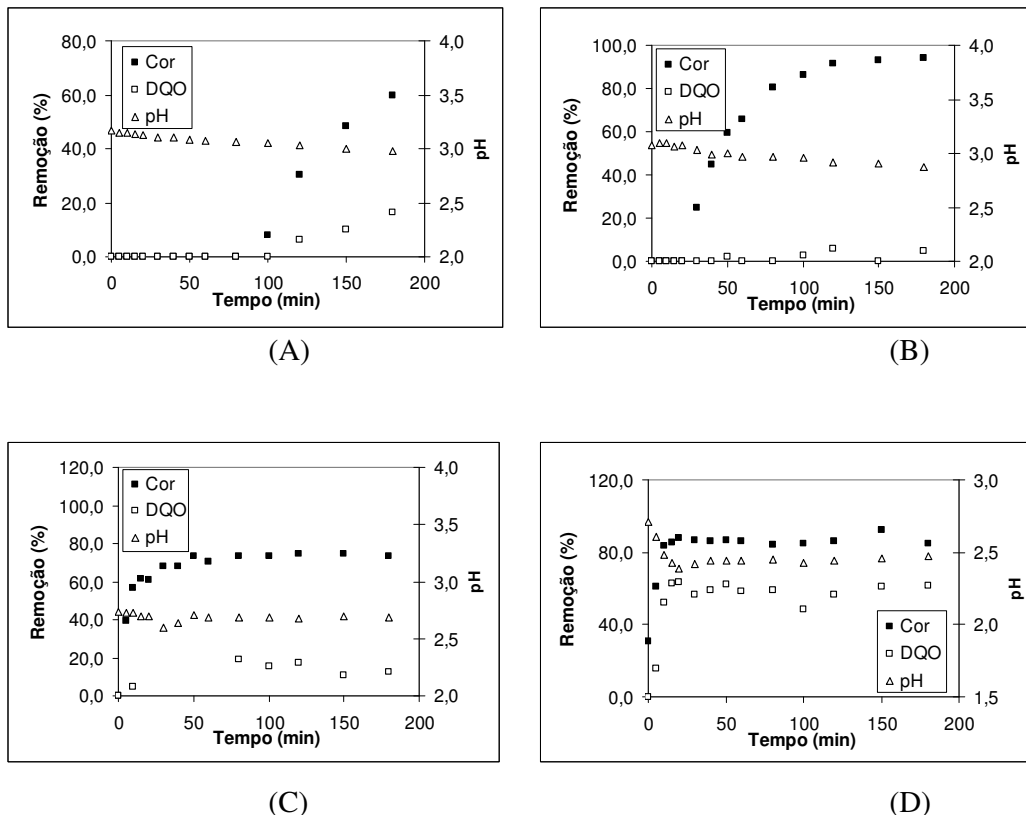 80,0
60,0
40,0
20,0
0,0
4,0
3,5
3,0
2,5
2,0
0 50 100 150 200
Remoção (%)
pH
Tempo (min)
Cor
DQO
pH
(A)
100,0
80,0
60,0
40,0
20,0
0,0
4,0
3,5
3,0
2,5
2,0
0 50 100 150 200
Remoção (%)
pH
Tempo (min)
Cor
DQO
pH
(B)
120,0
100,0
80,0
60,0
40,0
20,0
0,0
4,0
3,5
3,0
2,5
2,0
0 50 100 150 200
Remoção (%)
pH
Tempo (min)
Cor
DQO
pH
(C)
120,0
80,0
40,0
0,0
3,0
2,5
2,0
1,5
0 50 100 150 200
Remoção (%)
pH
Tempo (min)
Cor
DQO
pH
(D)